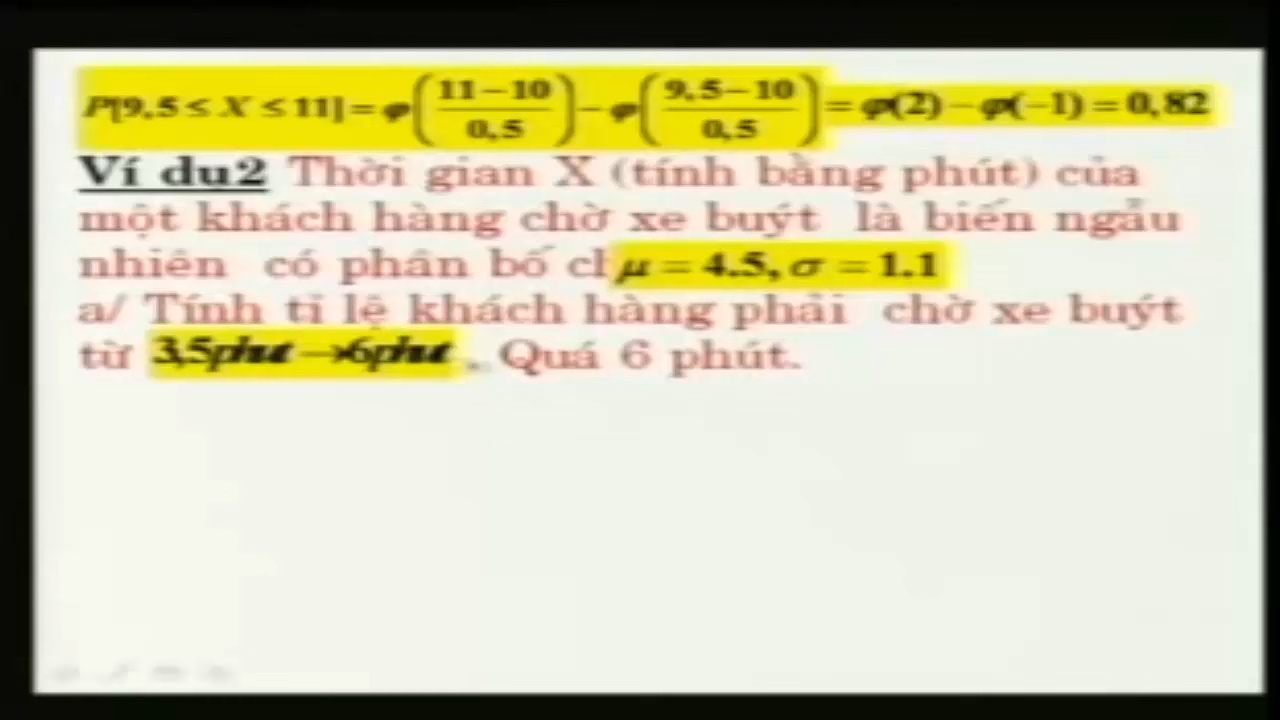 P[9,5 ≤ X ≤ 11] = φ((11−10)/0,5) − φ((9,5−10)/0,5) = φ(2) − φ(−1) = 0,82
Ví dụ2 Thời gian X (tính bằng phút) của
một khách hàng chờ xe buýt là biến ngẫu
nhiên có phân bố cl μ = 4.5, σ = 1.1
a/ Tính tỉ lệ khách hàng phải chờ xe buýt
từ 3,5phut → 6phut . Quá 6 phút.